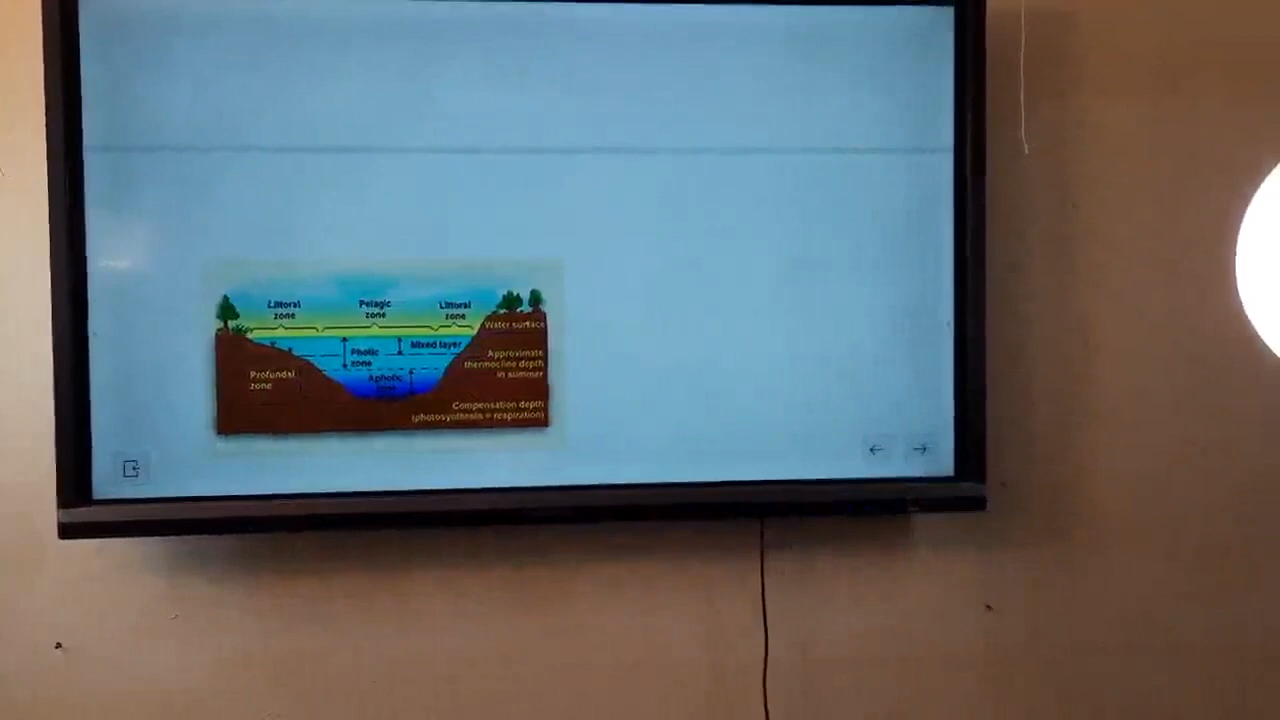 Littoral
zone
Pelagic
zone
Littoral
zone
Water surface
Mixed layer
Photic
zone
Approximate
thermocline depth
in summer
Profundal
zone
Aphotic
Compensation depth
(photosynthesis = respiration)